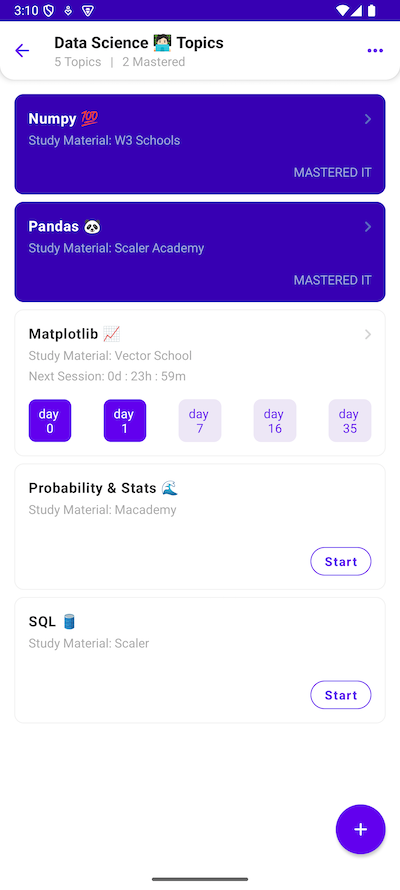 3:10
Data Science 🧑🏻‍💻 Topics
5 Topics | 2 Mastered
Numpy 💯
Study Material: W3 Schools
MASTERED IT
Pandas 🐼
Study Material: Scaler Academy
MASTERED IT
Matplotlib 📈
Study Material: Vector School
Next Session: 0d : 23h : 59m
day 0
day 1
day 7
day 16
day 35
Probability & Stats 🌊
Study Material: Macademy
Start
SQL 🛢️
Study Material: Scaler
Start